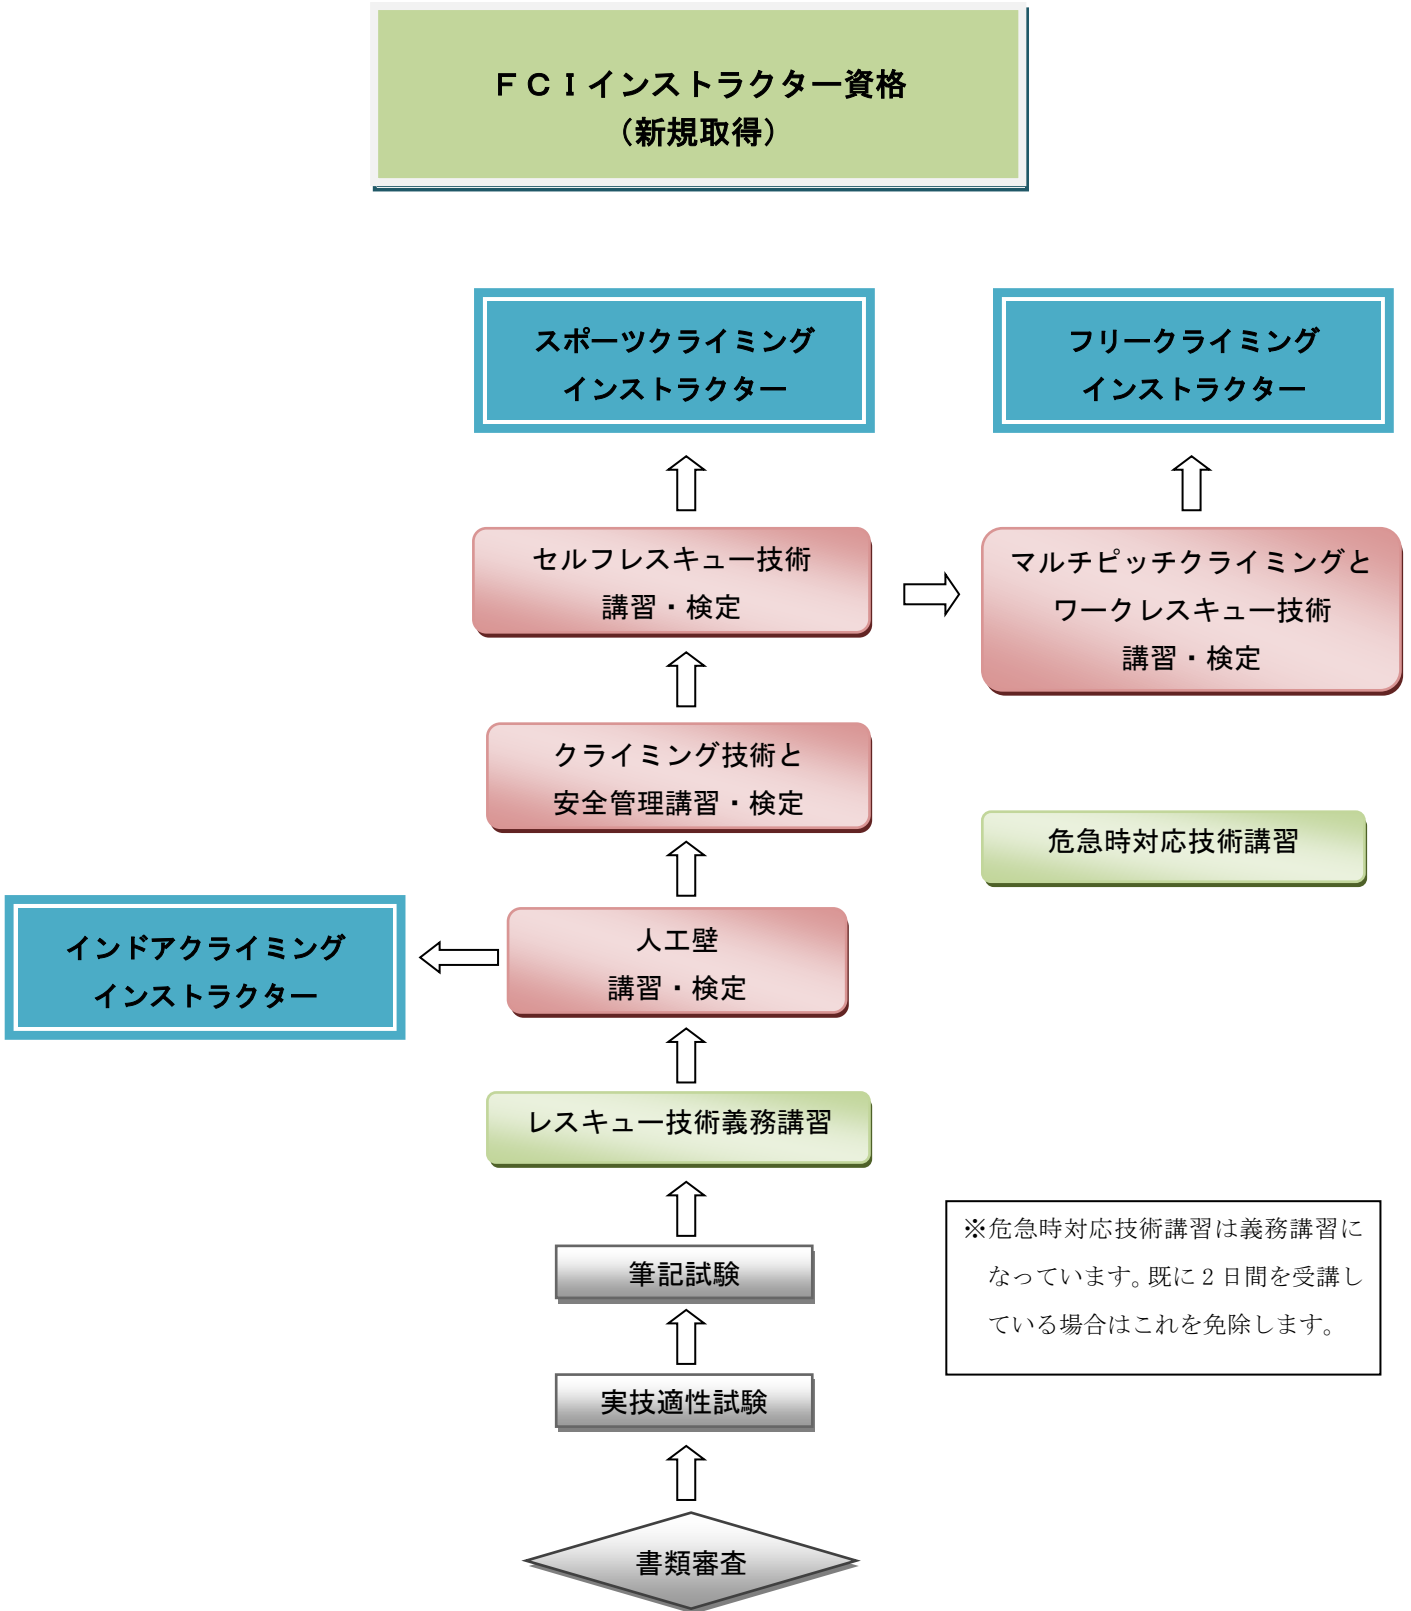 ＦＣＩインストラクター資格
（新規取得）
スポーツクライミング
インストラクター
フリークライミング
インストラクター
セルフレスキュー技術
講習・検定
マルチピッチクライミングと
ワークレスキュー技術
講習・検定
クライミング技術と
安全管理講習・検定
危急時対応技術講習
インドアクライミング
インストラクター
人工壁
講習・検定
レスキュー技術義務講習
※危急時対応技術講習は義務講習に
なっています。既に２日間を受講し
ている場合はこれを免除します。
筆記試験
実技適性試験
書類審査